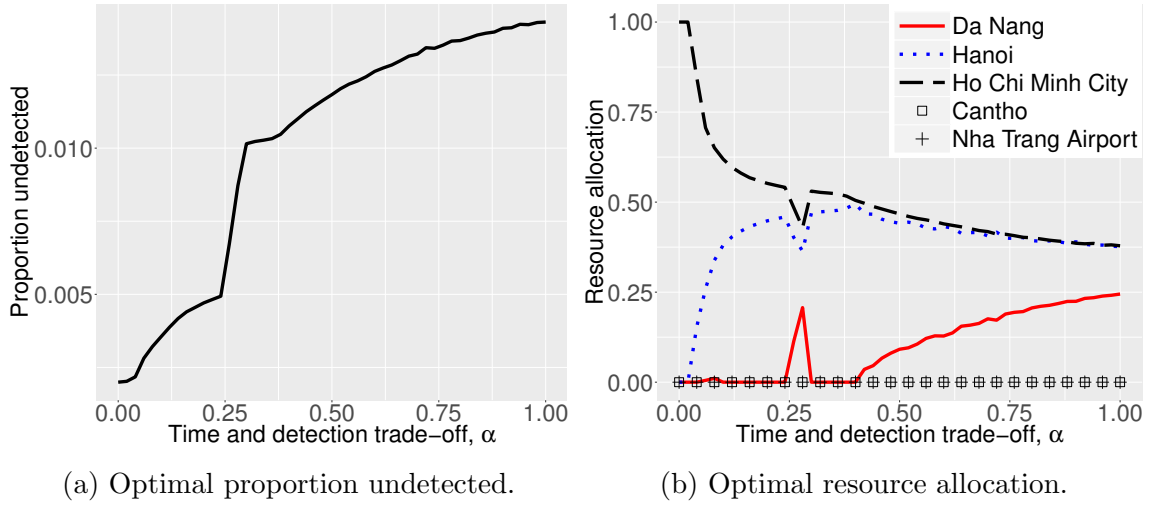 Proportion undetected
0.010
0.005
0.00
0.25
0.50
0.75
1.00
Time and detection trade−off, α
(a) Optimal proportion undetected.
Resource allocation
1.00
0.75
0.50
0.25
0.00
0.00
0.25
0.50
0.75
1.00
Time and detection trade−off, α
Da Nang
Hanoi
Ho Chi Minh City
Cantho
Nha Trang Airport
(b) Optimal resource allocation.